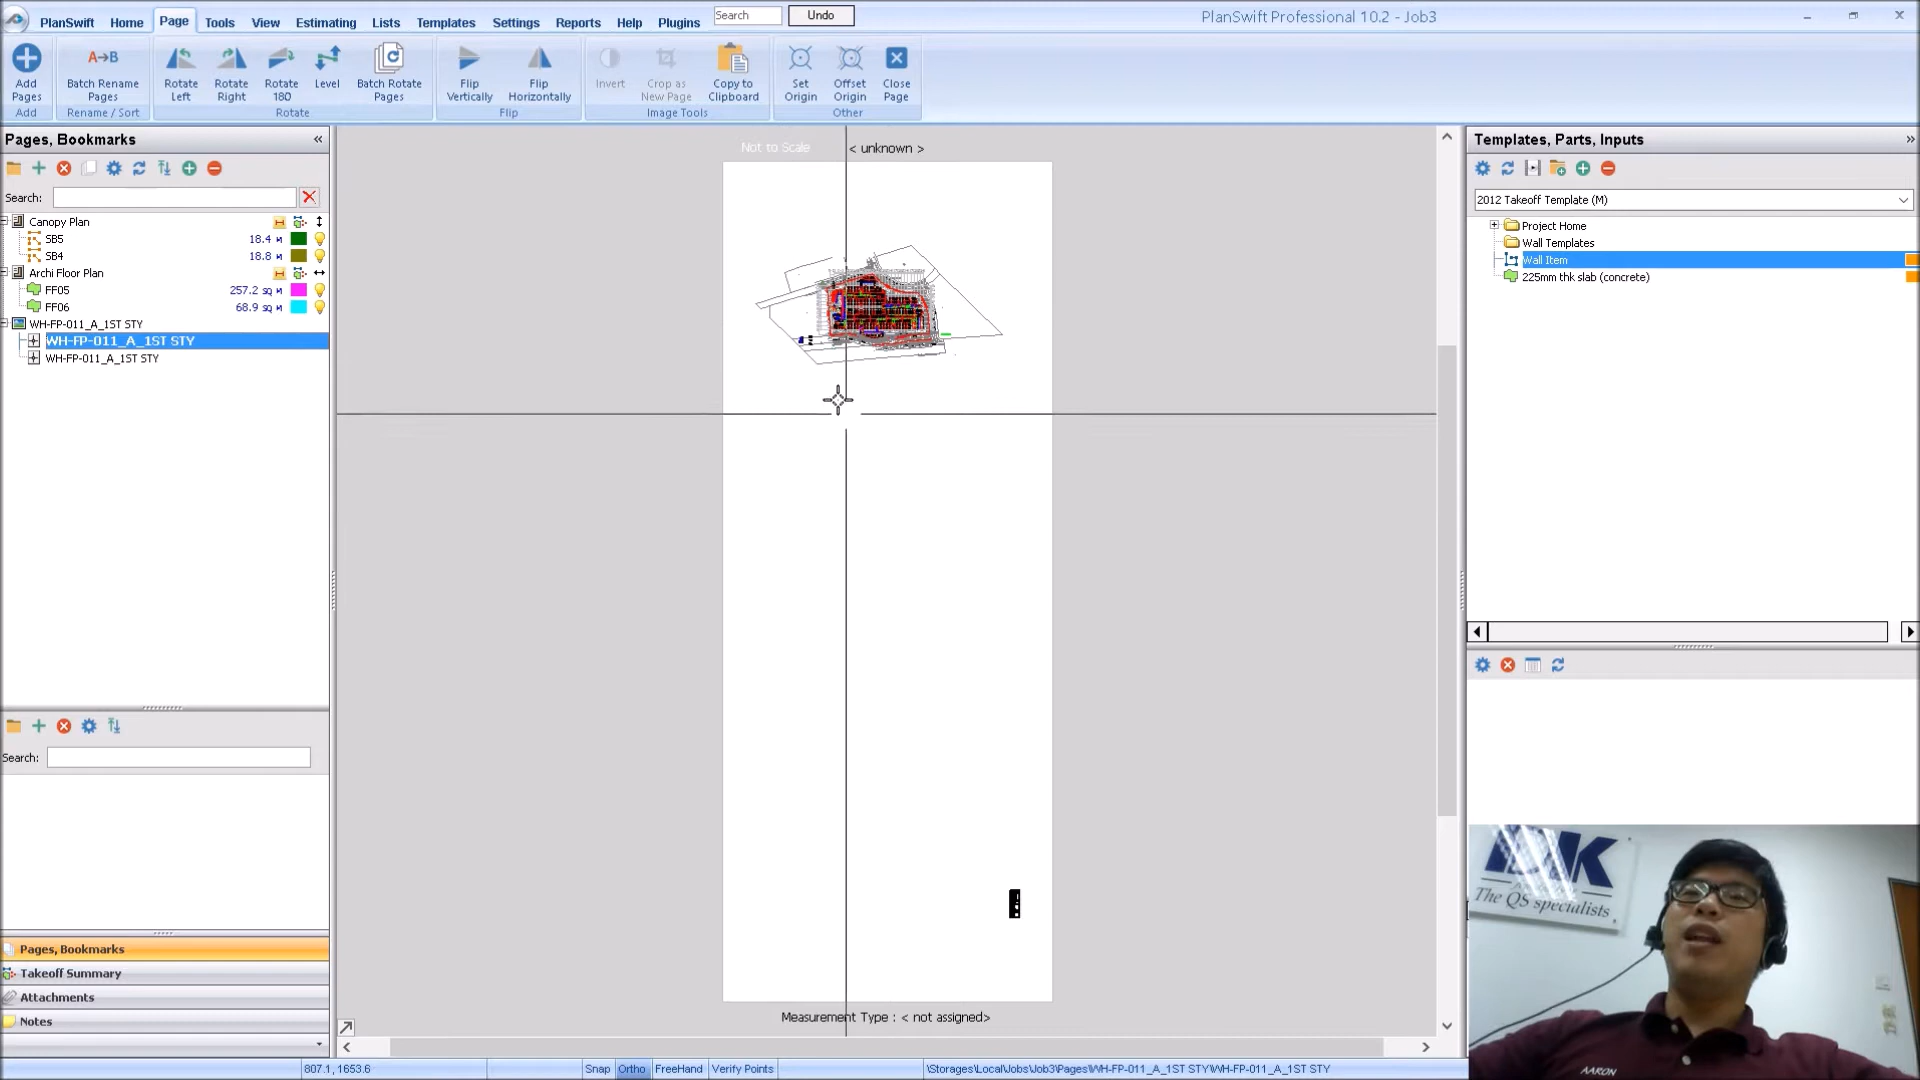 PlanSwift Home Page Tools View Estimating Lists Templates Settings Reports Help Plugins Search Undo PlanSwift Professional 10.2 - Job3
Add Pages
A→B Batch Rename Pages
Rotate Left
Rotate Right
Rotate 180
Level
Batch Rotate Pages
Flip Vertically
Flip Horizontally
Invert
Crop as New Page
Copy to Clipboard
Set Origin
Offset Origin
Close Page
Add Rename / Sort Rotate Flip Image Tools Other
Pages, Bookmarks «
Search:
Canopy Plan
SB5 18.4 M
SB4 18.8 M
Archi Floor Plan
FF05 257.2 sq M
FF06 68.9 sq M
WH-FP-011_A_1ST STY
WH-FP-011_A_1ST STY
WH-FP-011_A_1ST STY
Search:
Pages, Bookmarks
Takeoff Summary
Attachments
Notes
Not to Scale < unknown >
Measurement Type : < not assigned>
Templates, Parts, Inputs »
2012 Takeoff Template (M)
Project Home
Wall Templates
Wall Item
225mm thk slab (concrete)
The QS specialists.
AARON
807.1, 1653.6 Snap Ortho FreeHand Verify Points \Storages\Local\Jobs\Job3\Pages\WH-FP-011_A_1ST STY\WH-FP-011_A_1ST STY